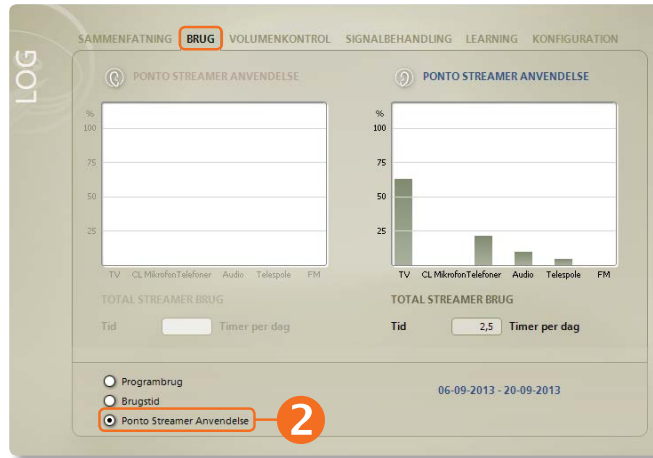 LOG
SAMMENFATNING BRUG VOLUMENKONTROL SIGNALBEHANDLING LEARNING KONFIGURATION
PONTO STREAMER ANVENDELSE
%
100
75
50
25
TV CL Mikrofon Telefoner Audio Telespole FM
TOTAL STREAMER BRUG
Tid Timer per dag
PONTO STREAMER ANVENDELSE
%
100
75
50
25
TV CL Mikrofon Telefoner Audio Telespole FM
TOTAL STREAMER BRUG
Tid 2,5 Timer per dag
Programbrug
Brugstid
Ponto Streamer Anvendelse 2
06-09-2013 - 20-09-2013